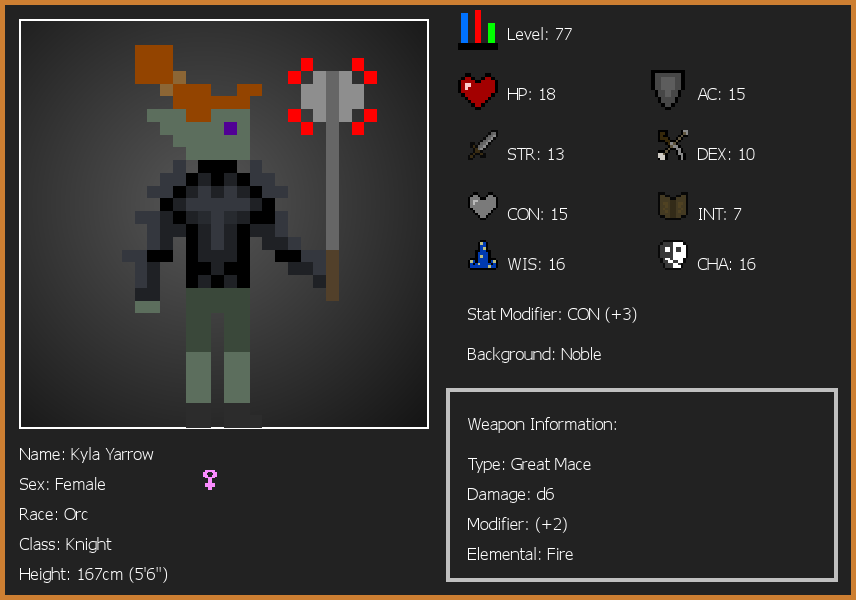 Level: 77
HP: 18
AC: 15
STR: 13
DEX: 10
CON: 15
INT: 7
WIS: 16
CHA: 16
Stat Modifier: CON (+3)
Background: Noble
Weapon Information:
Type: Great Mace
Damage: d6
Modifier: (+2)
Elemental: Fire
Name: Kyla Yarrow
Sex: Female
Race: Orc
Class: Knight
Height: 167cm (5'6")